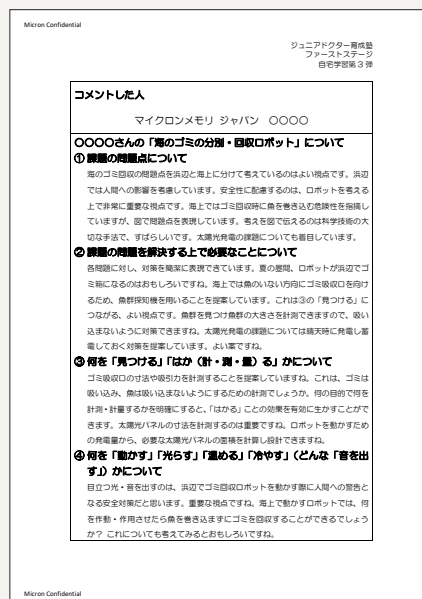 Micron Confidential
ジュニアドクター育成塾
ファーストステージ
自宅学習第 3 弾
コメントした人
マイクロンメモリ ジャパン 〇〇〇〇
〇〇〇〇さんの「海のゴミの分別・回収ロボット」について
① 課題の問題点について
海のゴミ回収の問題点を浜辺と海上に分けて考えているのはよい視点です。浜辺
では人間への影響を考慮しています。安全性に配慮するのは、ロボットを考える
上で非常に重要な視点です。海上ではゴミ回収時に魚を巻き込む危険性を指摘し
ていますが、図で問題点を表現しています。考えを図で伝えるのは科学技術の大
切な手法で、すばらしいです。太陽光発電の課題についても着目しています。
② 課題の問題を解決する上で必要なことについて
各問題に対し、対策を簡潔に表現できています。夏の昼間、ロボットが浜辺でゴ
ミ箱になるのはおもしろいですね。海上では魚のいない方向にゴミ吸収口を向け
るため、魚群探知機を用いることを提案しています。これは③の「見つける」に
つながる、よい視点です。魚群を見つけ魚群の大きさを計測できますので、吸い
込まないように対策できますね。太陽光発電の課題については晴天時に発電し蓄
電しておく対策を提案しています。よい案ですね。
③ 何を「見つける」「はか（計・測・量）る」かについて
ゴミ吸収口の寸法や吸引力を計測することを提案していますね。これは、ゴミは
吸い込み、魚は吸い込まないようにするための計測でしょうか。何の目的で何を
計測・計量するかを明確にすると、「はかる」ことの効果を有効に生かすことがで
きます。太陽光パネルの寸法を計測するのは重要ですね。ロボットを動かすため
の発電量から、必要な太陽光パネルの面積を計算し設計できますね。
④ 何を「動かす」「光らす」「温める」「冷やす」（どんな「音を出
す」）かについて
目立つ光・音を出すのは、浜辺でゴミ回収ロボットを動かす際に人間への警告と
なる安全対策だと思います。重要な視点ですね。海上で動かすロボットでは、何
を作動・作用させたら魚を巻き込まずにゴミを回収することができるでしょう
か？ これについても考えてみるとおもしろいですね。
Micron Confidential